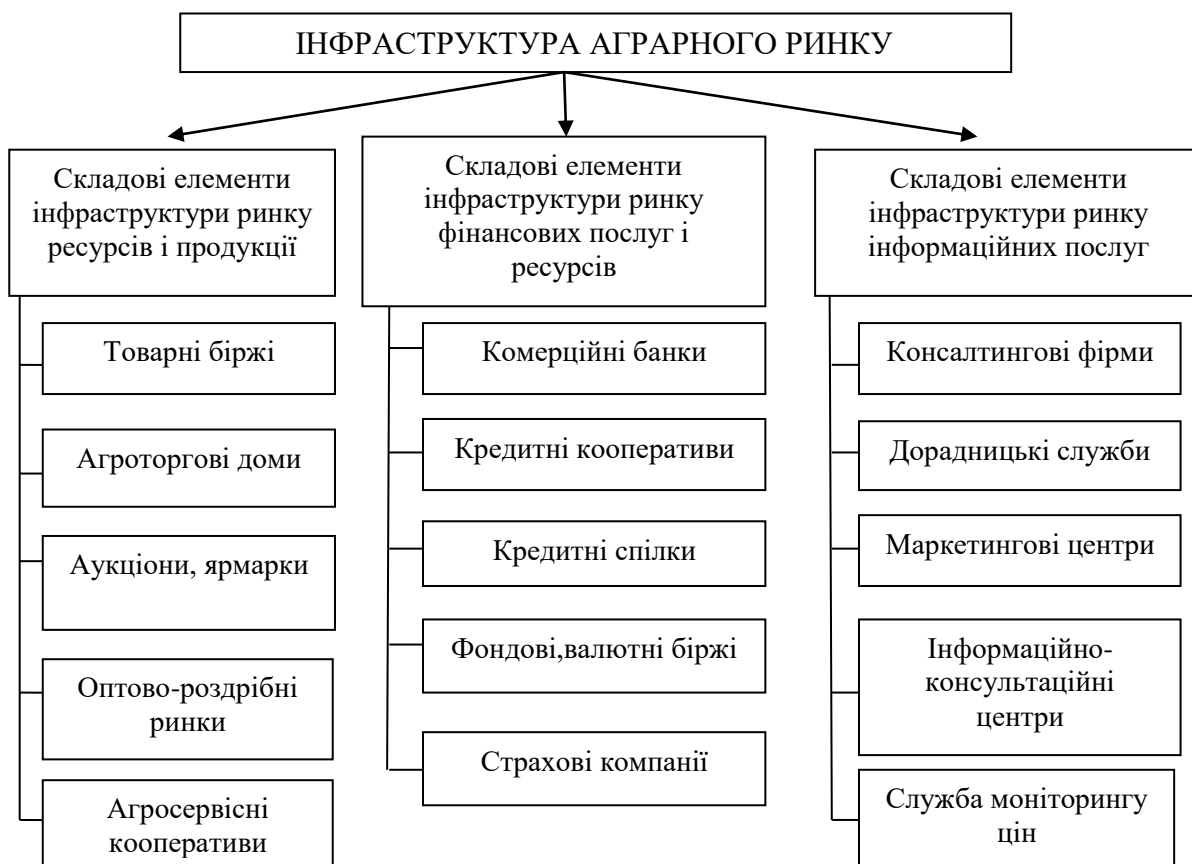 ІНФРАСТРУКТУРА АГРАРНОГО РИНКУ
Складові елементи
інфраструктури ринку
ресурсів і продукції
Товарні біржі
Агроторгові доми
Аукціони, ярмарки
Оптово-роздрібні
ринки
Агросервісні
кооперативи
Складові елементи
інфраструктури ринку
фінансових послуг і
ресурсів
Комерційні банки
Кредитні кооперативи
Кредитні спілки
Фондові,валютні біржі
Страхові компанії
Складові елементи
інфраструктури ринку
інформаційних послуг
Консалтингові фірми
Дорадницькі служби
Маркетингові центри
Інформаційно-
консультаційні
центри
Служба моніторингу
цін